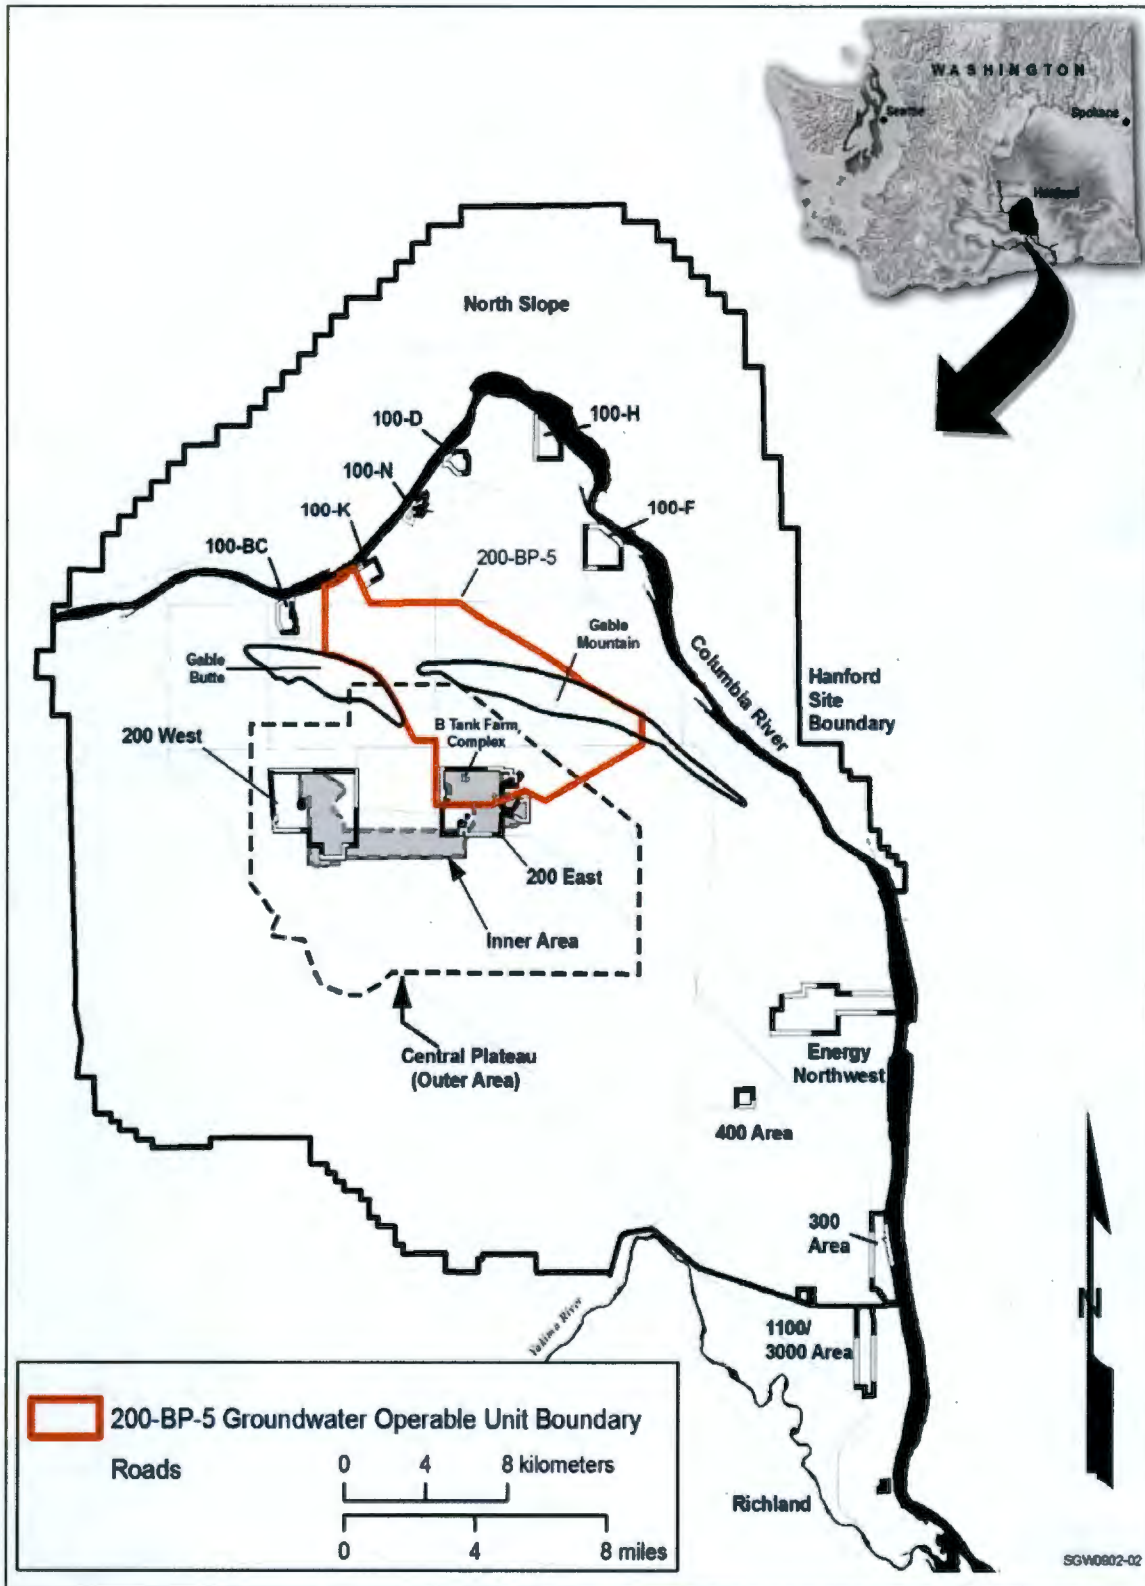 WASHINGTON
Seattle
Spokane
Hanford
North Slope
100-D
100-H
100-N
100-K
100-F
100-BC
200-BP-5
Gable
Mountain
Gable
Butte
Columbia River
Hanford
Site
Boundary
200 West
B Tank Farm
Complex
200 East
Inner Area
Central Plateau
(Outer Area)
Energy
Northwest
400 Area
300
Area
N
Yakima River
1100/
3000 Area
Richland
200-BP-5 Groundwater Operable Unit Boundary
Roads
0 4 8 kilometers
0 4 8 miles
SGW0802-02